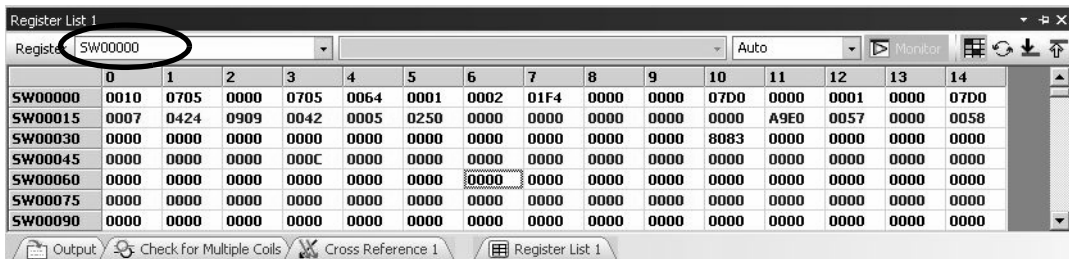 Register List 1
Register SW00000 Auto Monitor
0 1 2 3 4 5 6 7 8 9 10 11 12 13 14
SW00000 0010 0705 0000 0705 0064 0001 0002 01F4 0000 0000 07D0 0000 0001 0000 07D0
SW00015 0007 0424 0909 0042 0005 0250 0000 0000 0000 0000 0000 A9E0 0057 0000 0058
SW00030 0000 0000 0000 0000 0000 0000 0000 0000 0000 0000 8083 0000 0000 0000 0000
SW00045 0000 0000 0000 000C 0000 0000 0000 0000 0000 0000 0000 0000 0000 0000 0000
SW00060 0000 0000 0000 0000 0000 0000 0000 0000 0000 0000 0000 0000 0000 0000 0000
SW00075 0000 0000 0000 0000 0000 0000 0000 0000 0000 0000 0000 0000 0000 0000 0000
SW00090 0000 0000 0000 0000 0000 0000 0000 0000 0000 0000 0000 0000 0000 0000 0000
Output Check for Multiple Coils Cross Reference 1 Register List 1